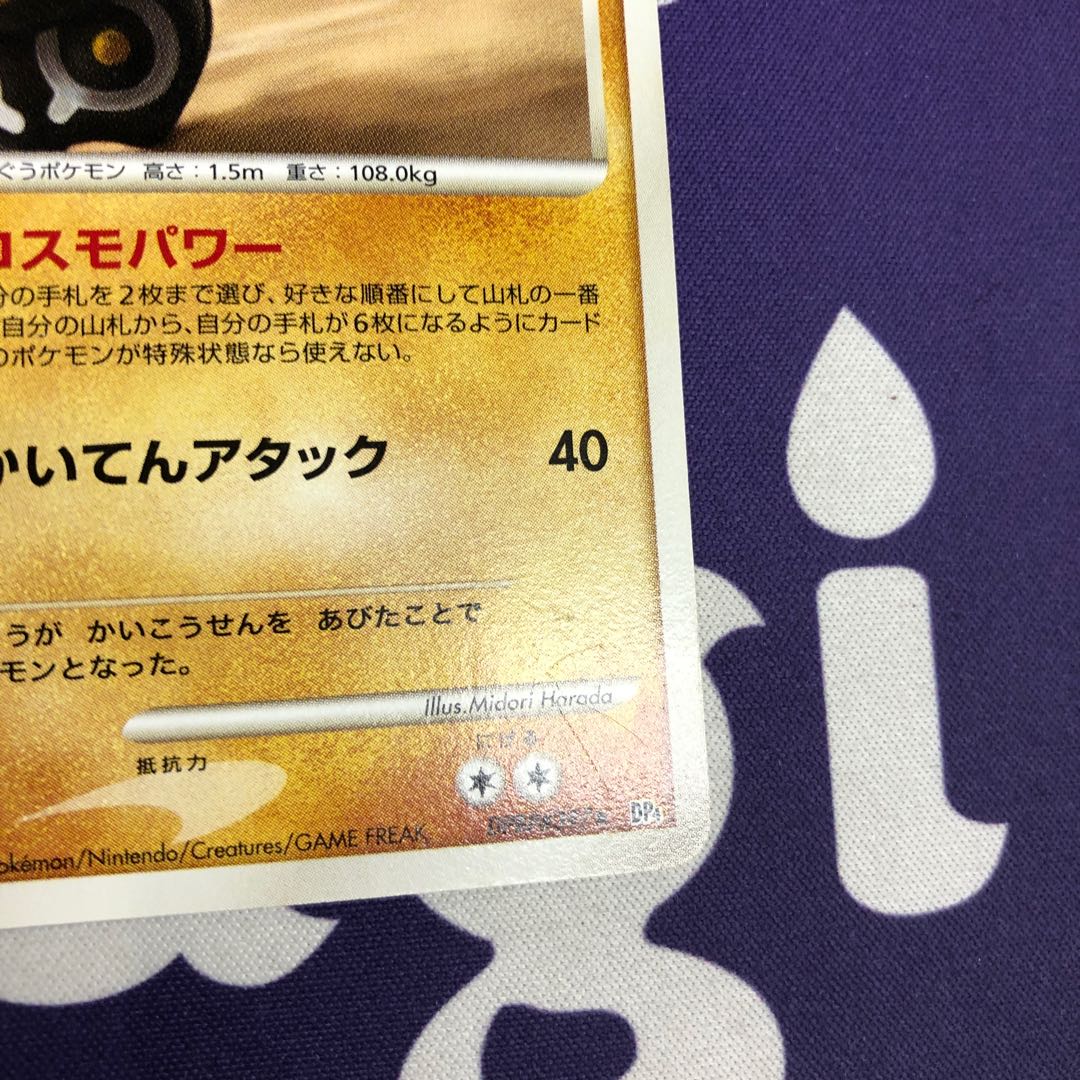 ぐうポケモン 高さ：1.5m 重さ：108.0kg
コスモパワー
分の手札を2枚まで選び、好きな順番にして山札の一番
自分の山札から、自分の手札が6枚になるようにカード
のポケモンが特殊状態なら使えない。
かいてんアタック 40
うが かいこうせんを あびたことで
モンとなった。
Illus.Midori Harada
にげる
抵抗力
DP4
okémon/Nintendo/Creatures/GAME FREAK
gi